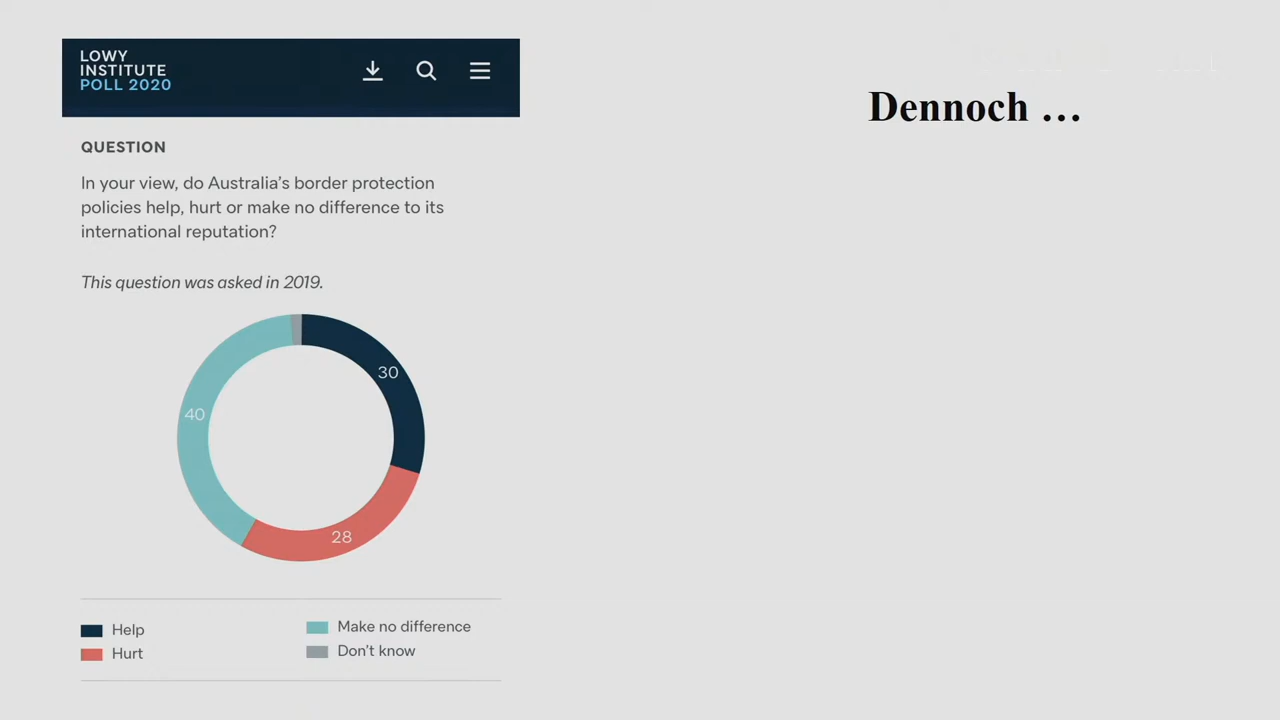 LOWY
INSTITUTE
POLL 2020
Dennoch ...
QUESTION
In your view, do Australia's border protection
policies help, hurt or make no difference to its
international reputation?
This question was asked in 2019.
30
40
28
Help
Make no difference
Hurt
Don't know